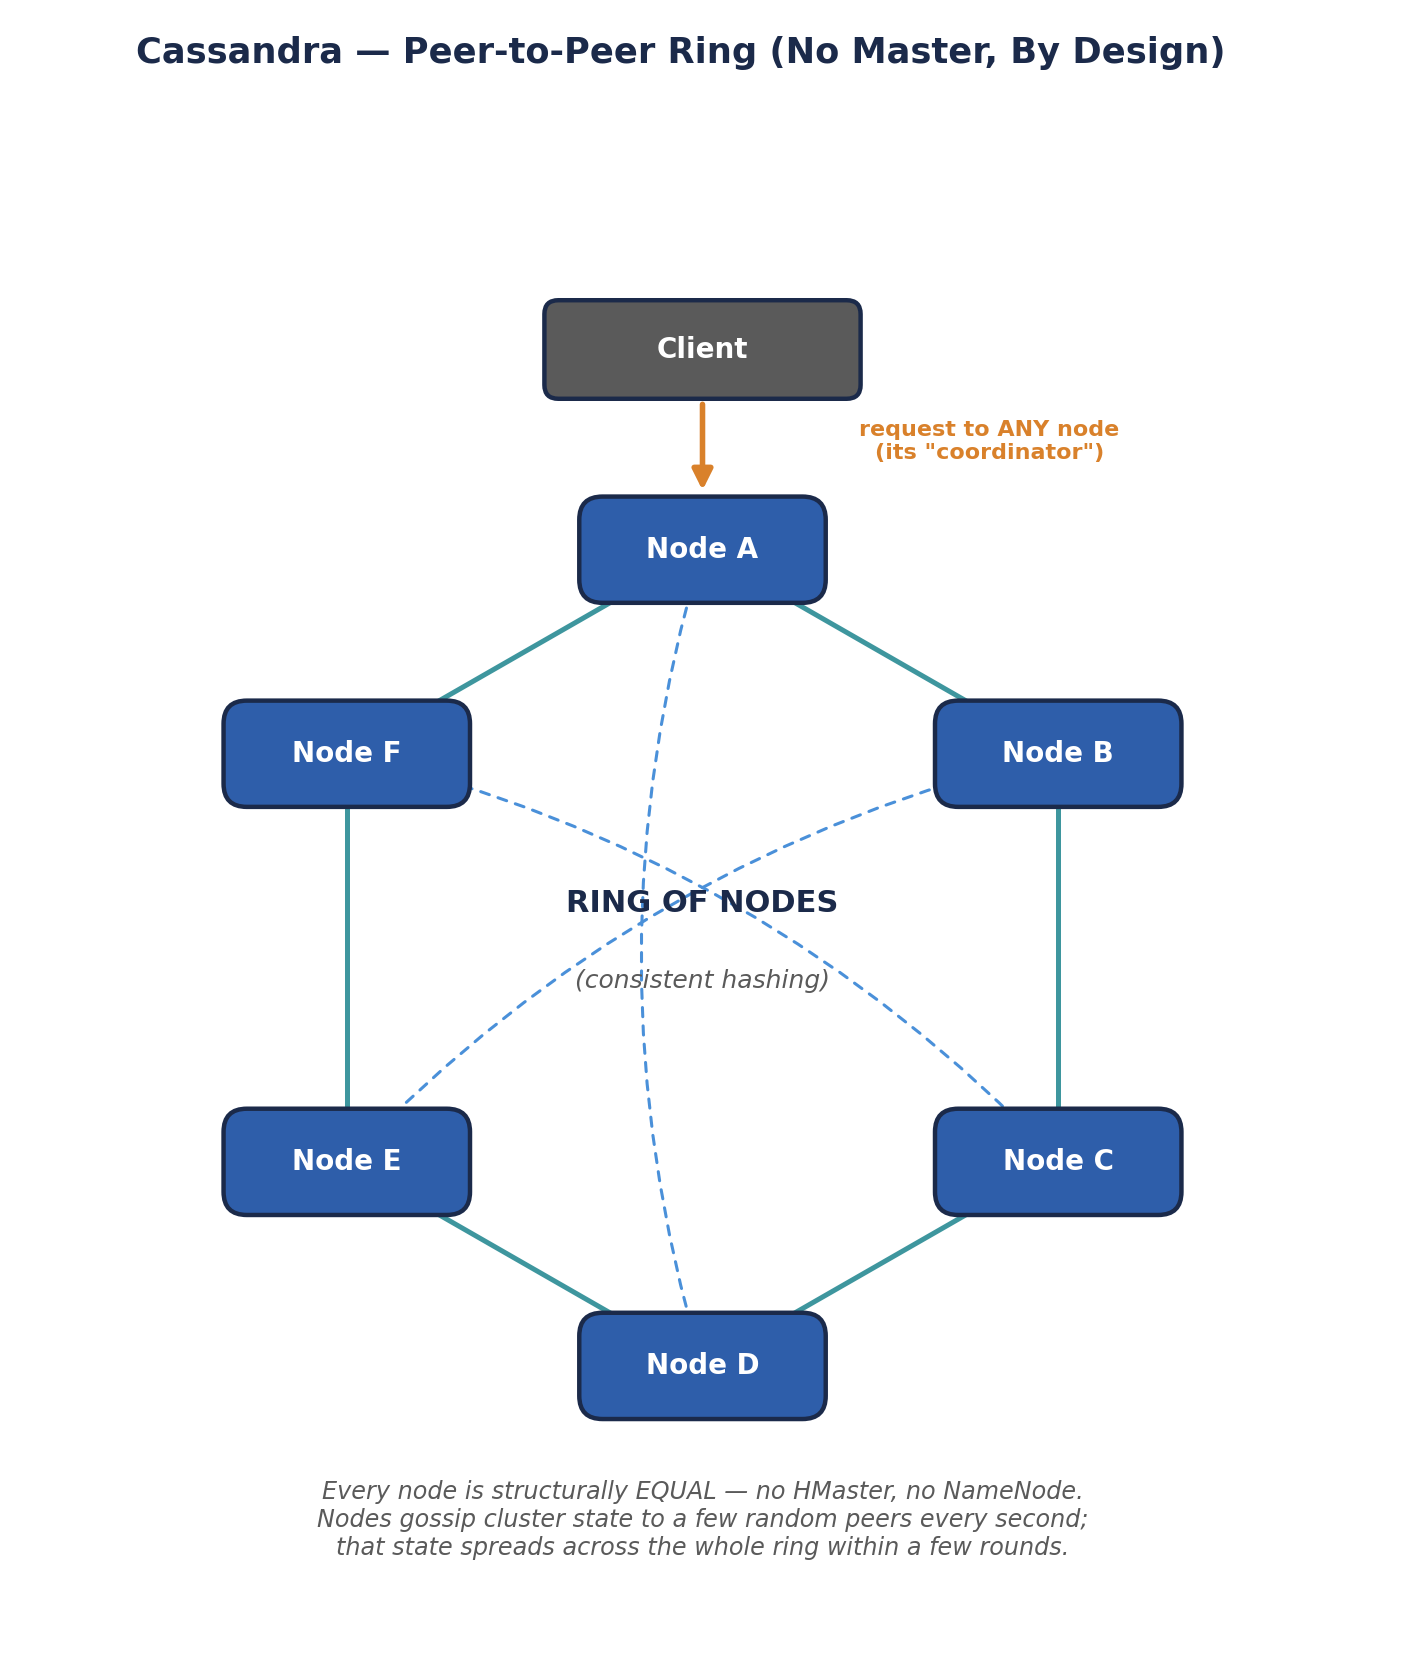 Cassandra — Peer-to-Peer Ring (No Master, By Design)
Client
request to ANY node
(its "coordinator")
Node A
Node F
Node B
RING OF NODES
(consistent hashing)
Node E
Node C
Node D
Every node is structurally EQUAL — no HMaster, no NameNode.
Nodes gossip cluster state to a few random peers every second;
that state spreads across the whole ring within a few rounds.